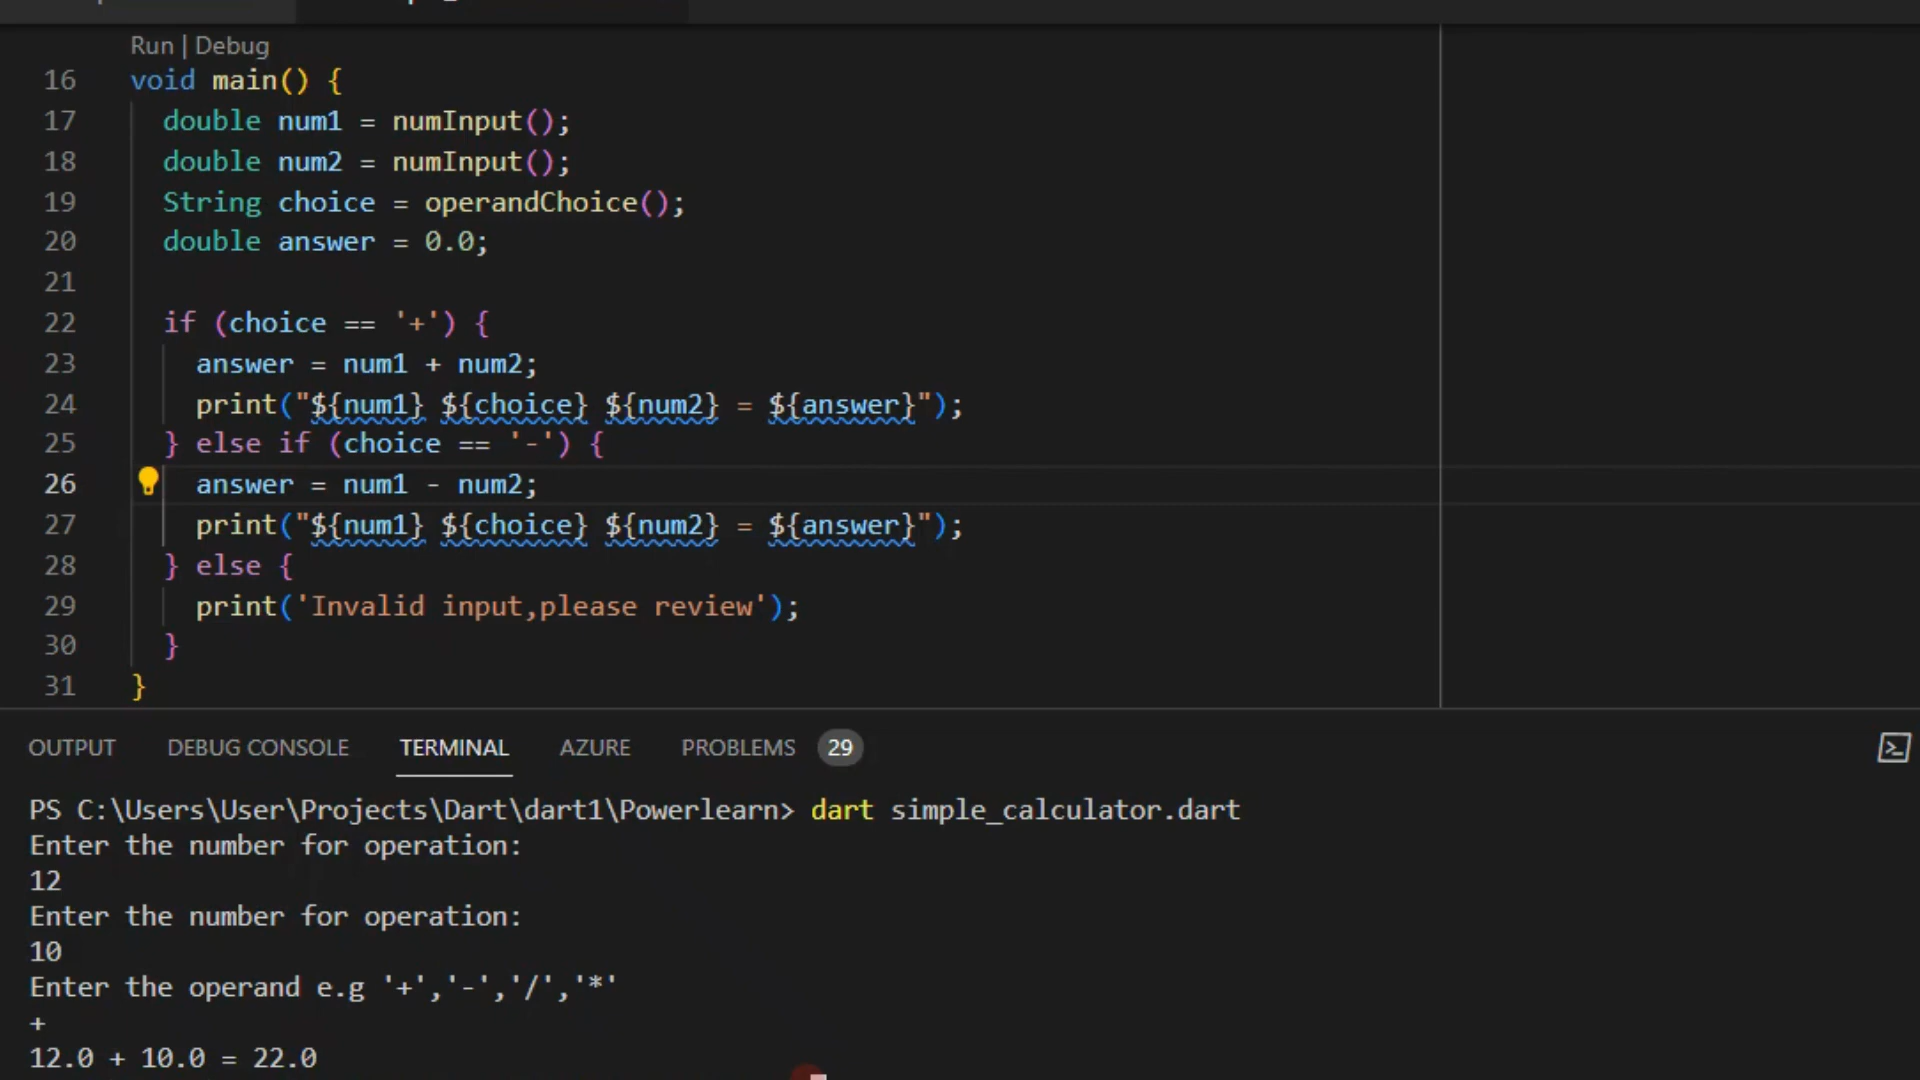 Run | Debug
16 void main() {
17 double num1 = numInput();
18 double num2 = numInput();
19 String choice = operandChoice();
20 double answer = 0.0;
21
22 if (choice == '+') {
23 answer = num1 + num2;
24 print("${num1} ${choice} ${num2} = ${answer}");
25 } else if (choice == '-') {
26 answer = num1 - num2;
27 print("${num1} ${choice} ${num2} = ${answer}");
28 } else {
29 print('Invalid input,please review');
30 }
31 }
OUTPUT DEBUG CONSOLE TERMINAL AZURE PROBLEMS 29
PS C:\Users\User\Projects\Dart\dart1\Powerlearn> dart simple_calculator.dart
Enter the number for operation:
12
Enter the number for operation:
10
Enter the operand e.g '+','-','/','*'
+
12.0 + 10.0 = 22.0